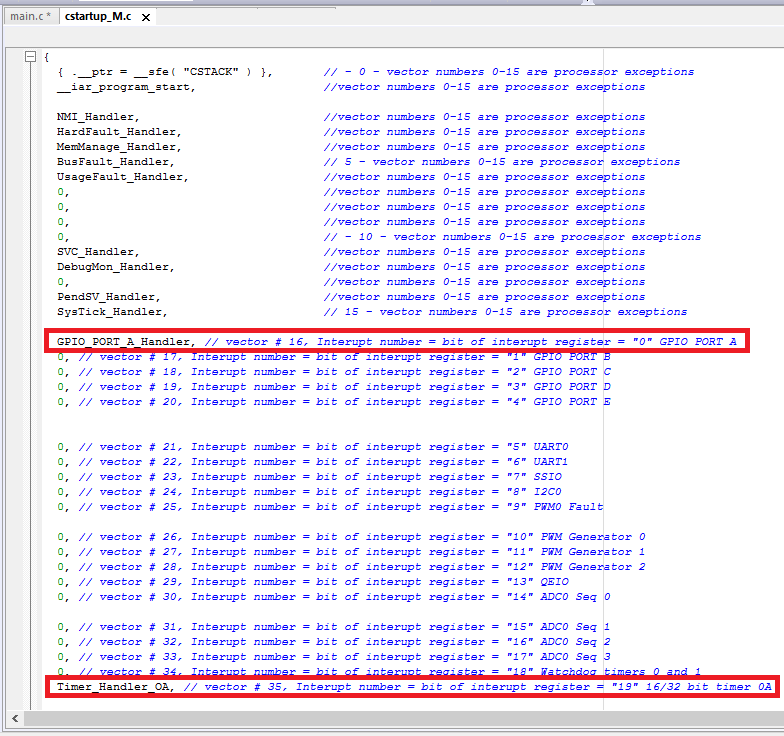 main.c *
cstartup_M.c
{
{ .__ptr = __sfe( "CSTACK" ) }, // - 0 - vector numbers 0-15 are processor exceptions
__iar_program_start, //vector numbers 0-15 are processor exceptions
NMI_Handler, //vector numbers 0-15 are processor exceptions
HardFault_Handler, //vector numbers 0-15 are processor exceptions
MemManage_Handler, //vector numbers 0-15 are processor exceptions
BusFault_Handler, // 5 - vector numbers 0-15 are processor exceptions
UsageFault_Handler, //vector numbers 0-15 are processor exceptions
0, //vector numbers 0-15 are processor exceptions
0, //vector numbers 0-15 are processor exceptions
0, //vector numbers 0-15 are processor exceptions
0, // - 10 - vector numbers 0-15 are processor exceptions
SVC_Handler, //vector numbers 0-15 are processor exceptions
DebugMon_Handler, //vector numbers 0-15 are processor exceptions
0, //vector numbers 0-15 are processor exceptions
PendSV_Handler, //vector numbers 0-15 are processor exceptions
SysTick_Handler, // 15 - vector numbers 0-15 are processor exceptions
GPIO_PORT_A_Handler, // vector # 16, Interupt number = bit of interupt register = "0" GPIO PORT A
0, // vector # 17, Interupt number = bit of interupt register = "1" GPIO PORT B
0, // vector # 18, Interupt number = bit of interupt register = "2" GPIO PORT C
0, // vector # 19, Interupt number = bit of interupt register = "3" GPIO PORT D
0, // vector # 20, Interupt number = bit of interupt register = "4" GPIO PORT E
0, // vector # 21, Interupt number = bit of interupt register = "5" UART0
0, // vector # 22, Interupt number = bit of interupt register = "6" UART1
0, // vector # 23, Interupt number = bit of interupt register = "7" SSIO
0, // vector # 24, Interupt number = bit of interupt register = "8" I2C0
0, // vector # 25, Interupt number = bit of interupt register = "9" PWM0 Fault
0, // vector # 26, Interupt number = bit of interupt register = "10" PWM Generator 0
0, // vector # 27, Interupt number = bit of interupt register = "11" PWM Generator 1
0, // vector # 28, Interupt number = bit of interupt register = "12" PWM Generator 2
0, // vector # 29, Interupt number = bit of interupt register = "13" QEIO
0, // vector # 30, Interupt number = bit of interupt register = "14" ADC0 Seq 0
0, // vector # 31, Interupt number = bit of interupt register = "15" ADC0 Seq 1
0, // vector # 32, Interupt number = bit of interupt register = "16" ADC0 Seq 2
0, // vector # 33, Interupt number = bit of interupt register = "17" ADC0 Seq 3
0, // vector # 34, Interupt number = bit of interupt register = "18" Watchdog timers 0 and 1
Timer_Handler_OA, // vector # 35, Interupt number = bit of interupt register = "19" 16/32 bit timer 0A